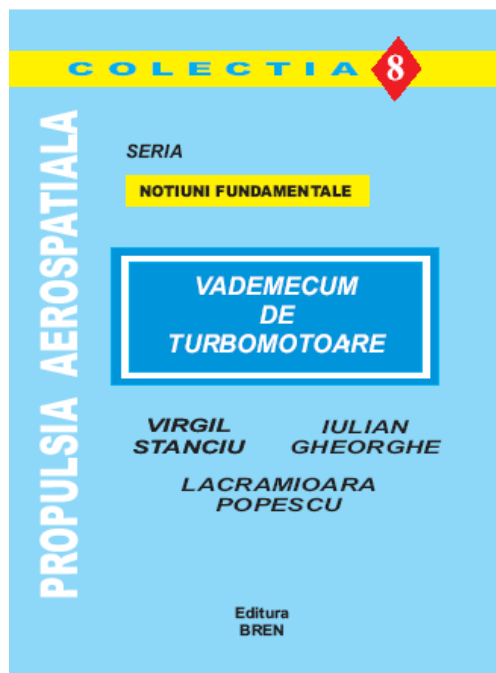 COLECTIA 8
PROPULSIA AEROSPATIALA
SERIA
NOTIUNI FUNDAMENTALE
VADEMECUM
DE
TURBOMOTOARE
VIRGIL
STANCIU
IULIAN
GHEORGHE
LACRAMIOARA
POPESCU
Editura
BREN